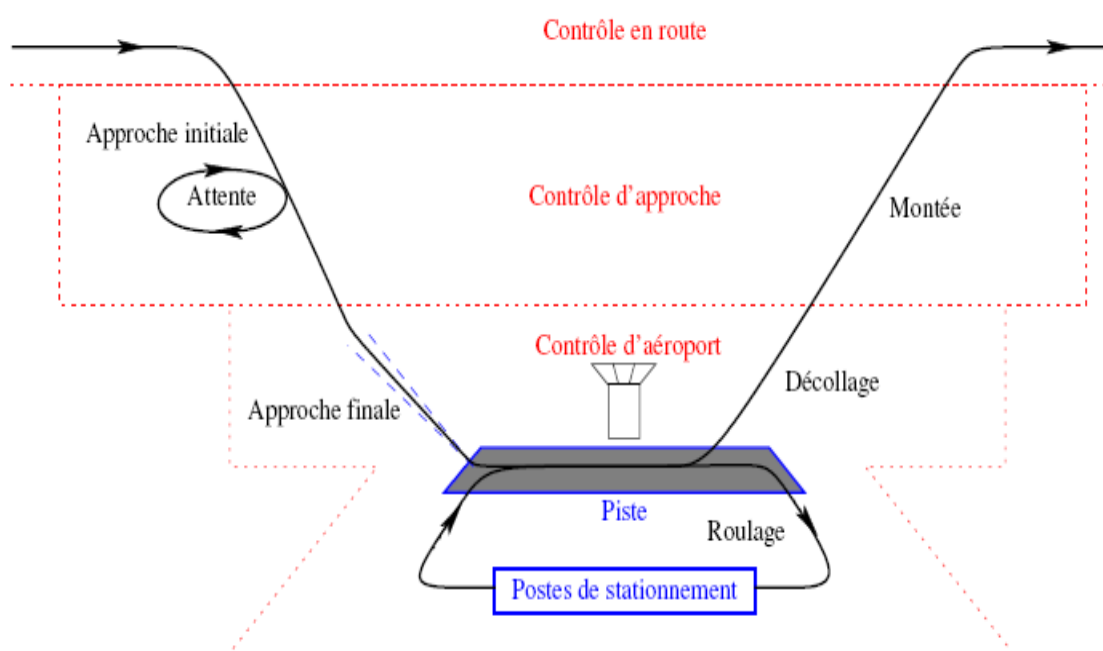 Contrôle en route
Approche initiale
Attente
Contrôle d'approche
Montée
Contrôle d'aéroport
Décollage
Approche finale
Piste
Roulage
Postes de stationnement